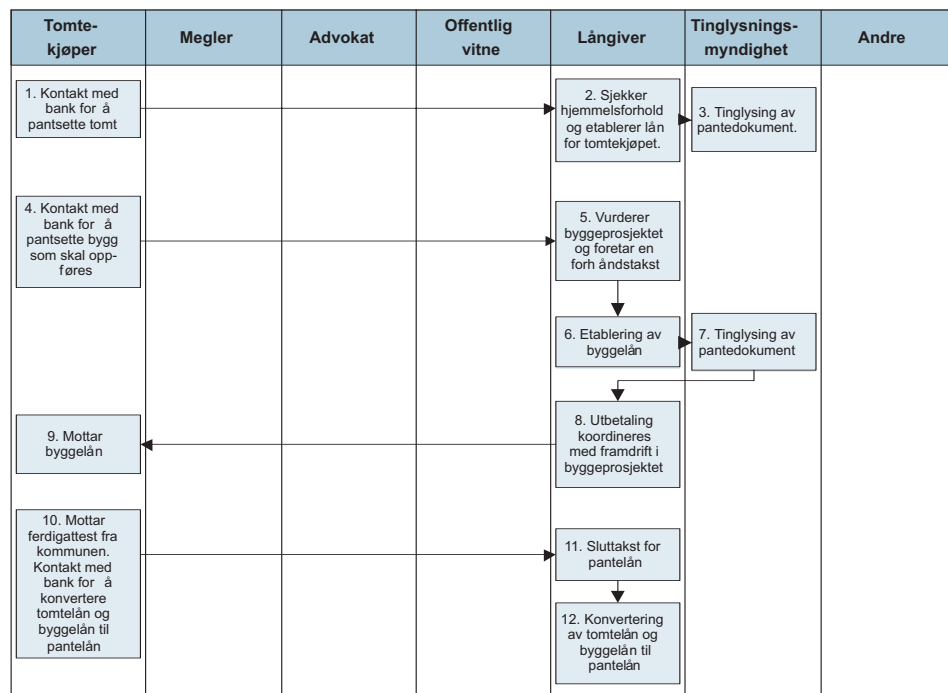 Tomte-
kjøper
Megler
Advokat
Offentlig
vitne
Långiver
Tinglysnings-
myndighet
Andre
1. Kontakt med
bank for å
pantsette tomt
2. Sjekker
hjemmelsforhold
og etablerer lån
for tomtekjøpet.
3. Tinglysing av
pantedokument.
4. Kontakt med
bank for å
pantsette bygg
som skal opp-
føres
5. Vurderer
byggeprosjektet
og foretar en
forh åndstakst
6. Etablering av
byggelån
7. Tinglysing av
pantedokument
8. Utbetaling
koordineres
med framdrift i
byggeprosjektet
9. Mottar
byggelån
10. Mottar
ferdigattest fra
kommunen.
Kontakt med
bank for å
konvertere
tomtelån og
byggelån til
pantelån
11. Sluttakst for
pantelån
12. Konvertering
av tomtelån og
byggelån til
pantelån